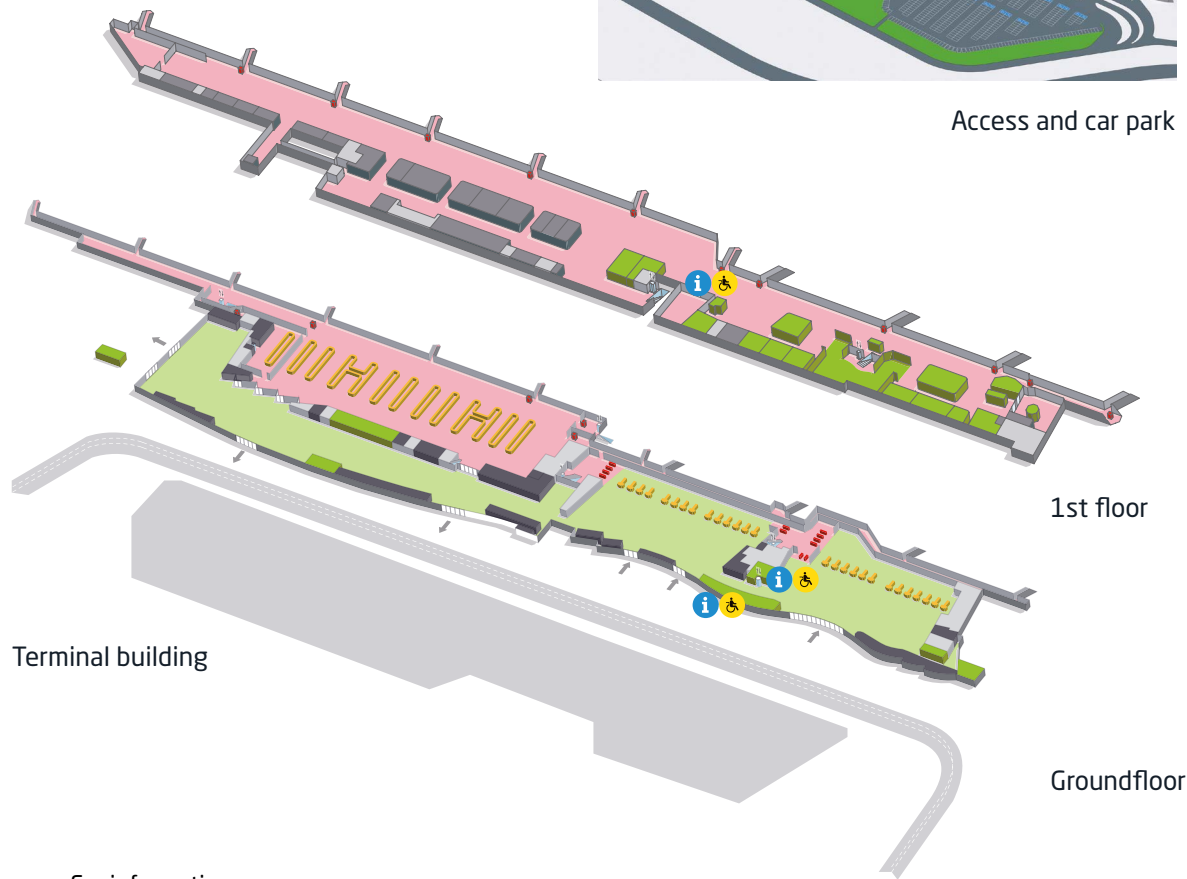 Access and car park
i
1st floor
i
i
Terminal building
Groundfloor